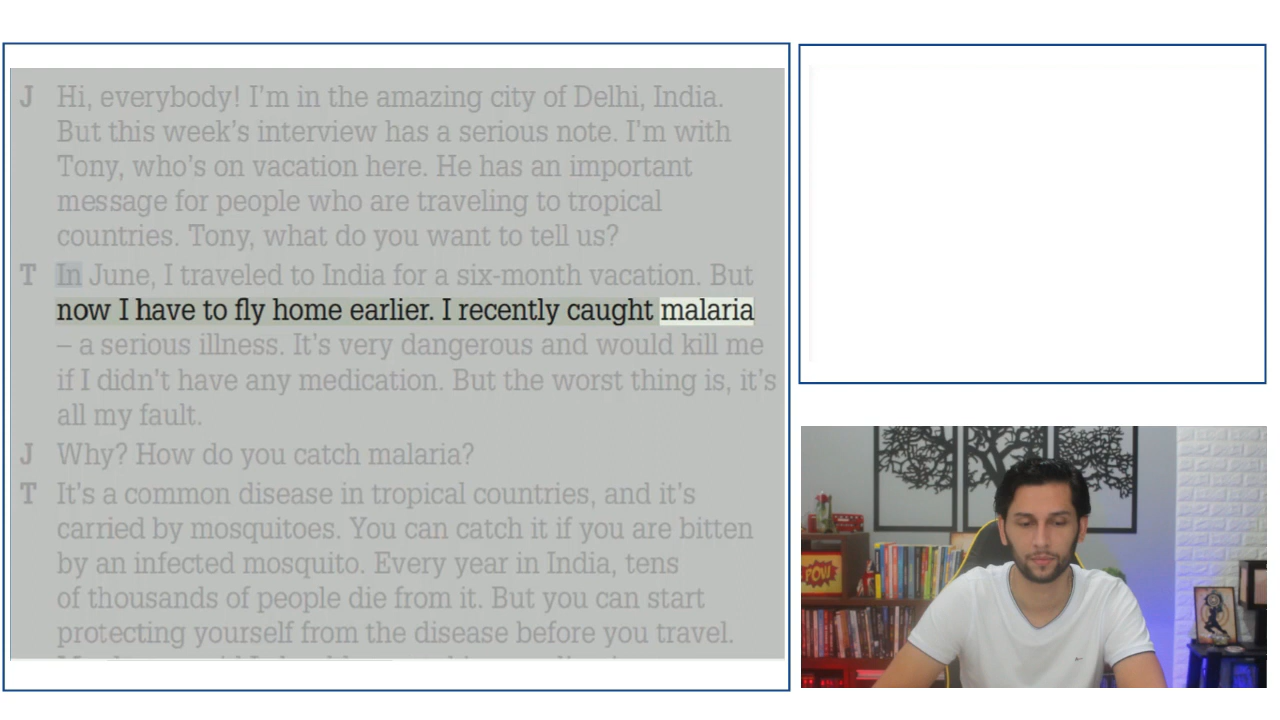 J Hi, everybody! I'm in the amazing city of Delhi, India.
But this week's interview has a serious note. I'm with
Tony, who's on vacation here. He has an important
message for people who are traveling to tropical
countries. Tony, what do you want to tell us?
T In June, I traveled to India for a six-month vacation. But
now I have to fly home earlier. I recently caught malaria
– a serious illness. It's very dangerous and would kill me
if I didn't have any medication. But the worst thing is, it's
all my fault.
J Why? How do you catch malaria?
T It's a common disease in tropical countries, and it's
carried by mosquitoes. You can catch it if you are bitten
by an infected mosquito. Every year in India, tens
of thousands of people die from it. But you can start
protecting yourself from the disease before you travel.
POW